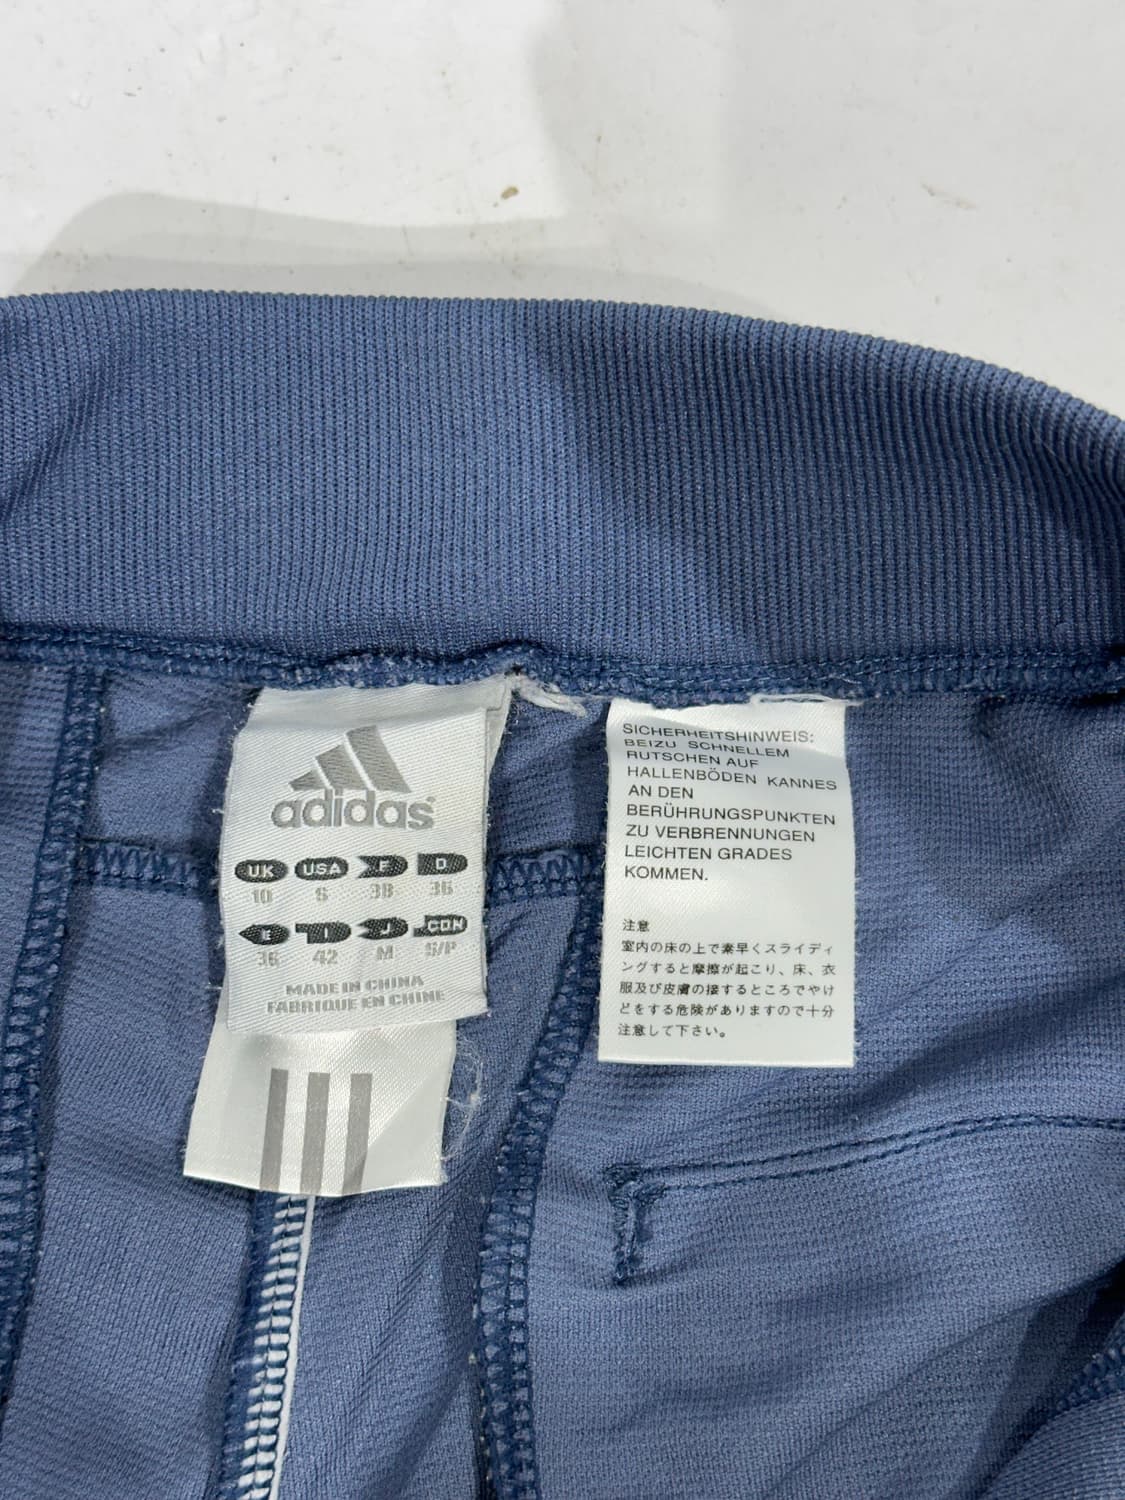 adidas
UK USA F D
10 S 38 36
E I J CDN
36 42 M S/P
MADE IN CHINA
FABRIQUE EN CHINE
SICHERHEITSHINWEIS:
BEIZU SCHNELLEM
RUTSCHEN AUF
HALLENBÖDEN KANNES
AN DEN
BERÜHRUNGSPUNKTEN
ZU VERBRENNUNGEN
LEICHTEN GRADES
KOMMEN.
注意
室内の床の上で素早くスライディ
ングすると摩擦が起こり、床、衣
服及び皮膚の接するところでやけ
どをする危険がありますので十分
注意して下さい。